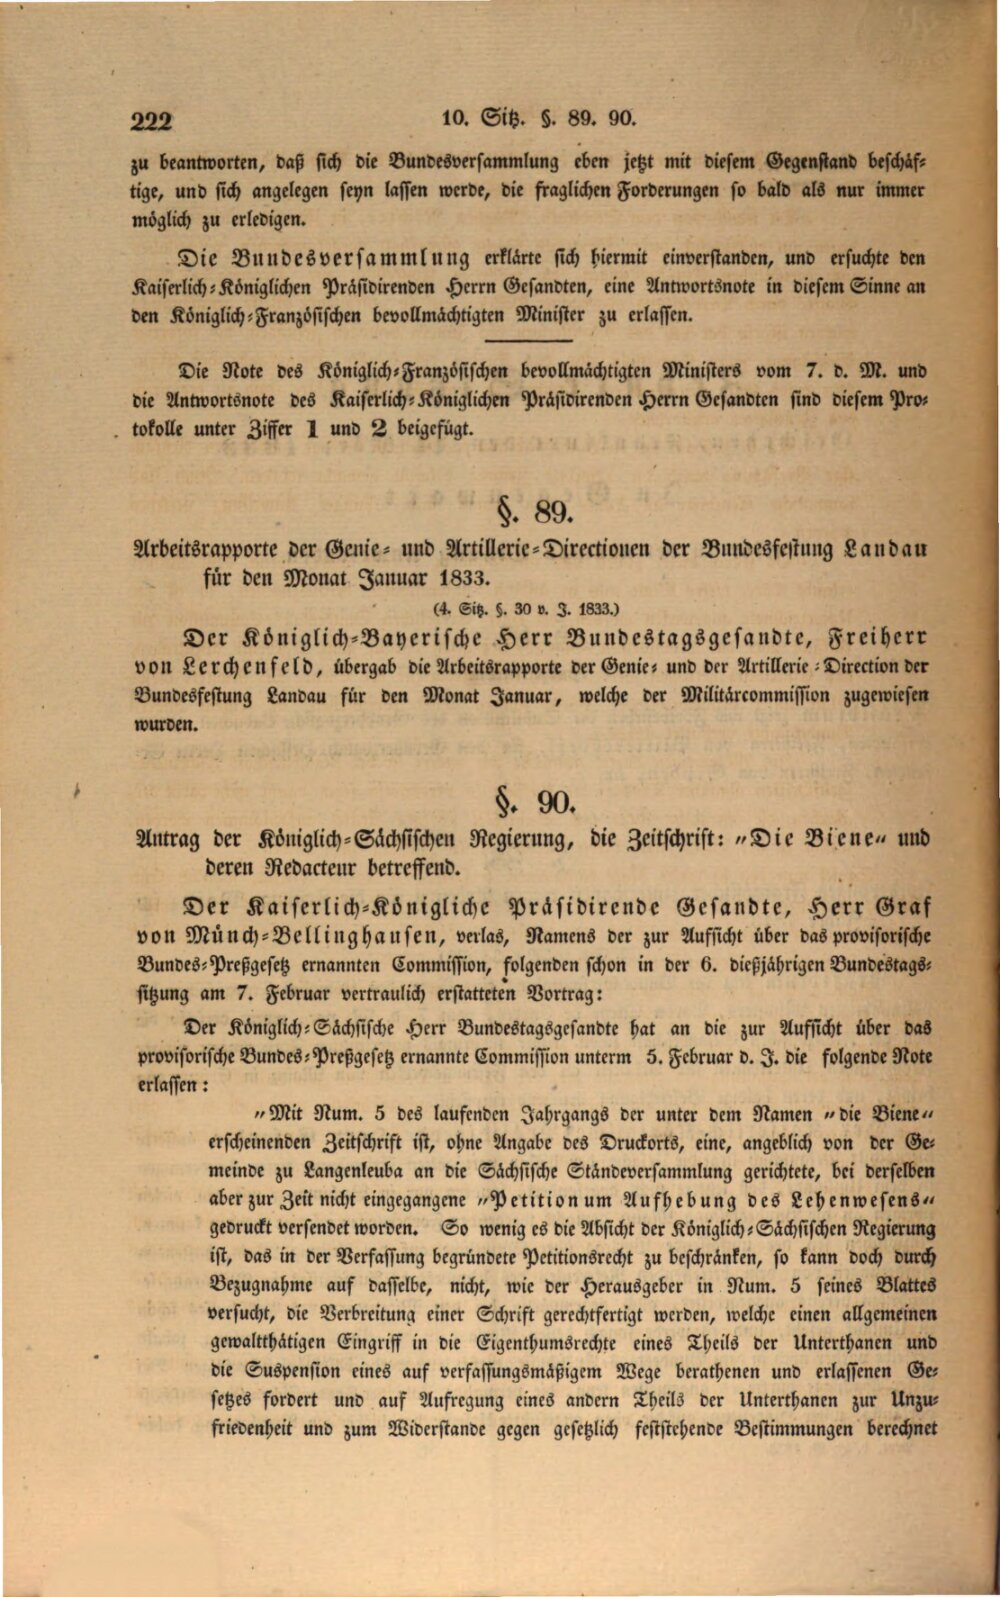 222
10. Sitz. §. 89. 90.
zu beantworten, daß sich die Bundesversammlung eben jetzt mit diesem Gegenstand beschäf-
tige, und sich angelegen seyn lassen werde, die fraglichen Forderungen so bald als nur immer
möglich zu erledigen.
Die Bundesversammlung erklärte sich hiermit einverstanden, und ersuchte den
Kaiserlich-Königlichen Präsidirenden Herrn Gesandten, eine Antwortsnote in diesem Sinne an
den Königlich-Französischen bevollmächtigten Minister zu erlassen.
Die Note des Königlich-Französischen bevollmächtigten Ministers vom 7. d. M. und
die Antwortsnote des Kaiserlich-Königlichen Präsidirenden Herrn Gesandten sind diesem Pro-
tokolle unter Ziffer 1 und 2 beigefügt.
§. 89.
Arbeitsrapporte der Genie- und Artillerie-Directionen der Bundesfestung Landau
für den Monat Januar 1833.
(4. Sitz. §. 30 v. J. 1833.)
Der Königlich-Bayerische Herr Bundestagsgesandte, Freiherr
von Lerchenfeld, übergab die Arbeitsrapporte der Genie- und der Artillerie-Direction der
Bundesfestung Landau für den Monat Januar, welche der Militärcommission zugewiesen
wurden.
§. 90.
Antrag der Königlich-Sächsischen Regierung, die Zeitschrift: „Die Biene“ und
deren Redacteur betreffend.
Der Kaiserlich-Königliche Präsidirende Gesandte, Herr Graf
von Münch-Bellinghausen, verlas, Namens der zur Aufsicht über das provisorische
Bundes-Preßgesetz ernannten Commission, folgenden schon in der 6. dießjährigen Bundestags-
sitzung am 7. Februar vertraulich erstatteten Vortrag:
Der Königlich-Sächsische Herr Bundestagsgesandte hat an die zur Aufsicht über das
provisorische Bundes-Preßgesetz ernannte Commission unterm 5. Februar d. J. die folgende Note
erlassen:
„Mit Num. 5 des laufenden Jahrgangs der unter dem Namen „die Biene“
erscheinenden Zeitschrift ist, ohne Angabe des Druckorts, eine, angeblich von der Ge-
meinde zu Langenleuba an die Sächsische Ständeversammlung gerichtete, bei derselben
aber zur Zeit nicht eingegangene „Petition um Aufhebung des Lehenwesens“
gedruckt versendet worden. So wenig es die Absicht der Königlich-Sächsischen Regierung
ist, das in der Verfassung begründete Petitionsrecht zu beschränken, so kann doch durch
Bezugnahme auf dasselbe, nicht, wie der Herausgeber in Num. 5 seines Blattes
versucht, die Verbreitung einer Schrift gerechtfertigt werden, welche einen allgemeinen
gewaltthätigen Eingriff in die Eigenthumsrechte eines Theils der Unterthanen und
die Suspension eines auf verfassungsmäßigem Wege berathenen und erlassenen Ge-
setzes fordert und auf Aufregung eines andern Theils der Unterthanen zur Unzu-
friedenheit und zum Widerstande gegen gesetzlich feststehende Bestimmungen berechnet